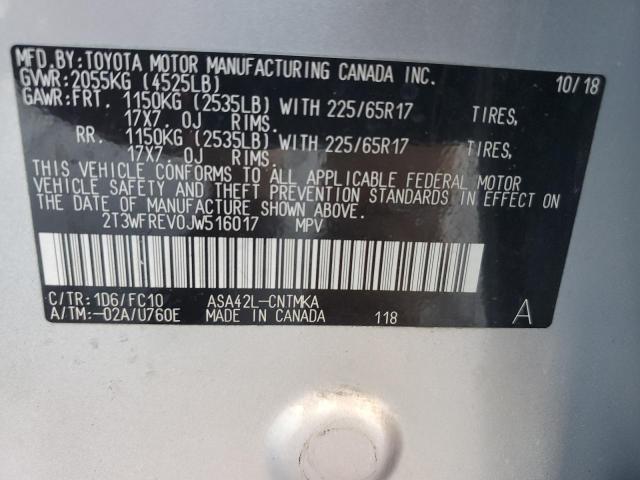 MFD.BY:TOYOTA MOTOR MANUFACTURING CANADA INC. 10/18
GVWR:2055KG (4525LB)
GAWR:FRT. 1150KG (2535LB) WITH 225/65R17 TIRES,
17X7.0J RIMS.
RR. 1150KG (2535LB) WITH 225/65R17 TIRES,
17X7.0J RIMS.
THIS VEHICLE CONFORMS TO ALL APPLICABLE FEDERAL MOTOR
VEHICLE SAFETY AND THEFT PREVENTION STANDARDS IN EFFECT ON
THE DATE OF MANUFACTURE SHOWN ABOVE.
2T3WFREV0JW516017 MPV
C/TR:1D6/FC10 ASA42L-CNTMKA
A/TM:-02A/U760E MADE IN CANADA 118 A